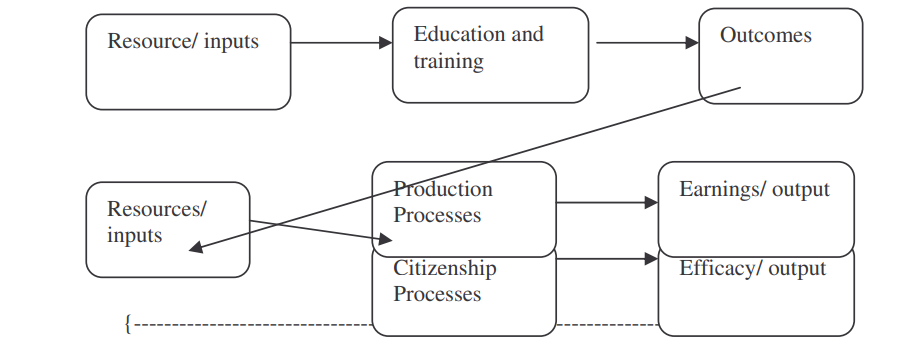 Resource/ inputs
Education and
training
Outcomes
Resources/
inputs
Production
Processes
Earnings/ output
Citizenship
Processes
Efficacy/ output
{--------------------------------------------